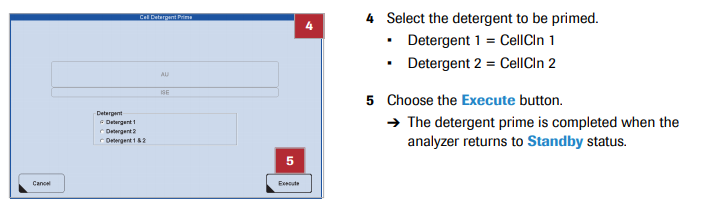 Cell Detergent Prime
4
AU
ISE
Detergent
Detergent 1
Detergent 2
Detergent 1 & 2
5
Cancel
Execute
4 Select the detergent to be primed.
▪ Detergent 1 = CellCln 1
▪ Detergent 2 = CellCln 2
5 Choose the Execute button.
→ The detergent prime is completed when the
analyzer returns to Standby status.